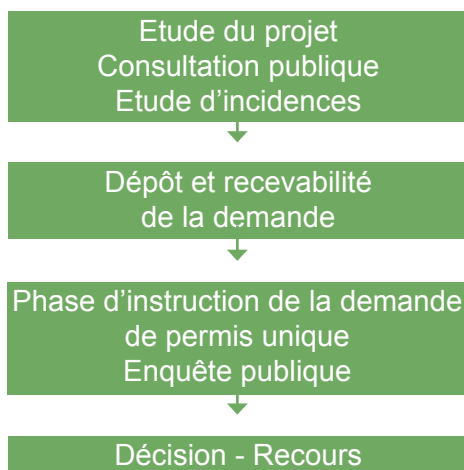 Etude du projet
Consultation publique
Etude d’incidences
Dépôt et recevabilité
de la demande
Phase d’instruction de la demande
de permis unique
Enquête publique
Décision - Recours